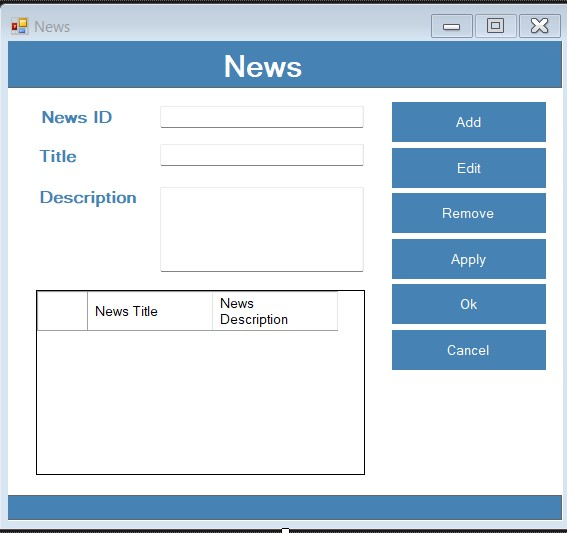 News
News
News ID
Add
Title
Edit
Description
Remove
Apply
Ok
Cancel
News Title
News
Description